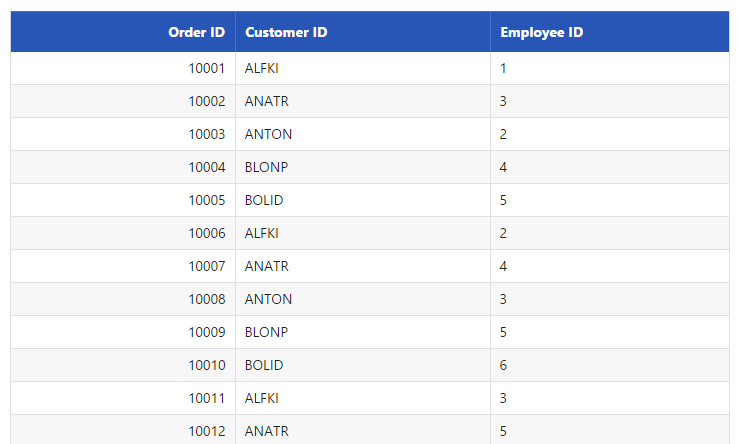 Order ID Customer ID Employee ID
10001 ALFKI 1
10002 ANATR 3
10003 ANTON 2
10004 BLONP 4
10005 BOLID 5
10006 ALFKI 2
10007 ANATR 4
10008 ANTON 3
10009 BLONP 5
10010 BOLID 6
10011 ALFKI 3
10012 ANATR 5